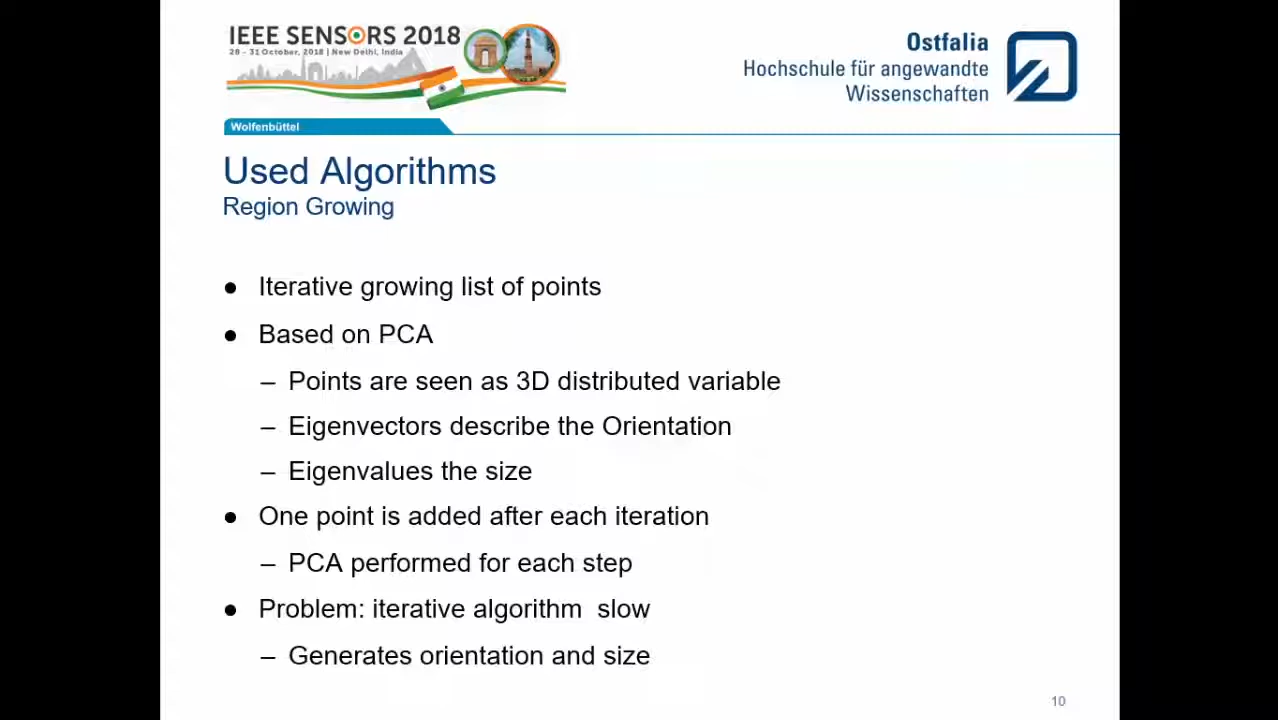 IEEE SENSORS 2018
28 - 31 October, 2018 | New Delhi, India
Ostfalia
Hochschule für angewandte
Wissenschaften
Wolfenbüttel
Used Algorithms
Region Growing
● Iterative growing list of points
● Based on PCA
– Points are seen as 3D distributed variable
– Eigenvectors describe the Orientation
– Eigenvalues the size
● One point is added after each iteration
– PCA performed for each step
● Problem: iterative algorithm slow
– Generates orientation and size
10